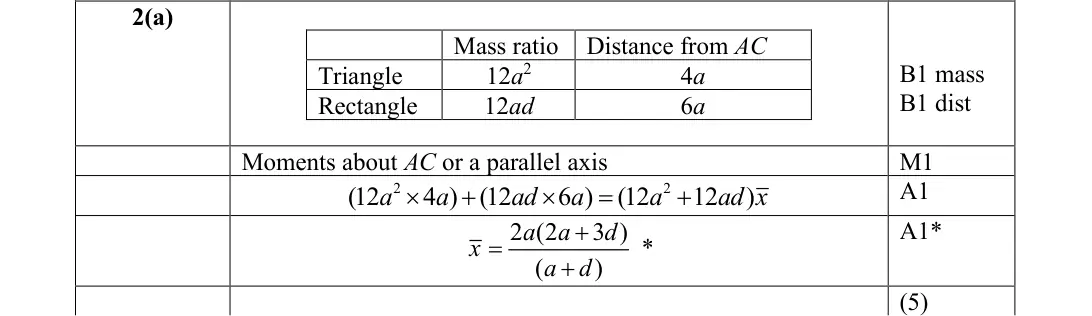 2(a)
Mass ratio Distance from AC
Triangle 12a² 4a
Rectangle 12ad 6a
B1 mass
B1 dist
Moments about AC or a parallel axis M1
(12a² × 4a) + (12ad × 6a) = (12a² + 12ad)x̄ A1
x̄ = 2a(2a + 3d) / (a + d) * A1*
(5)